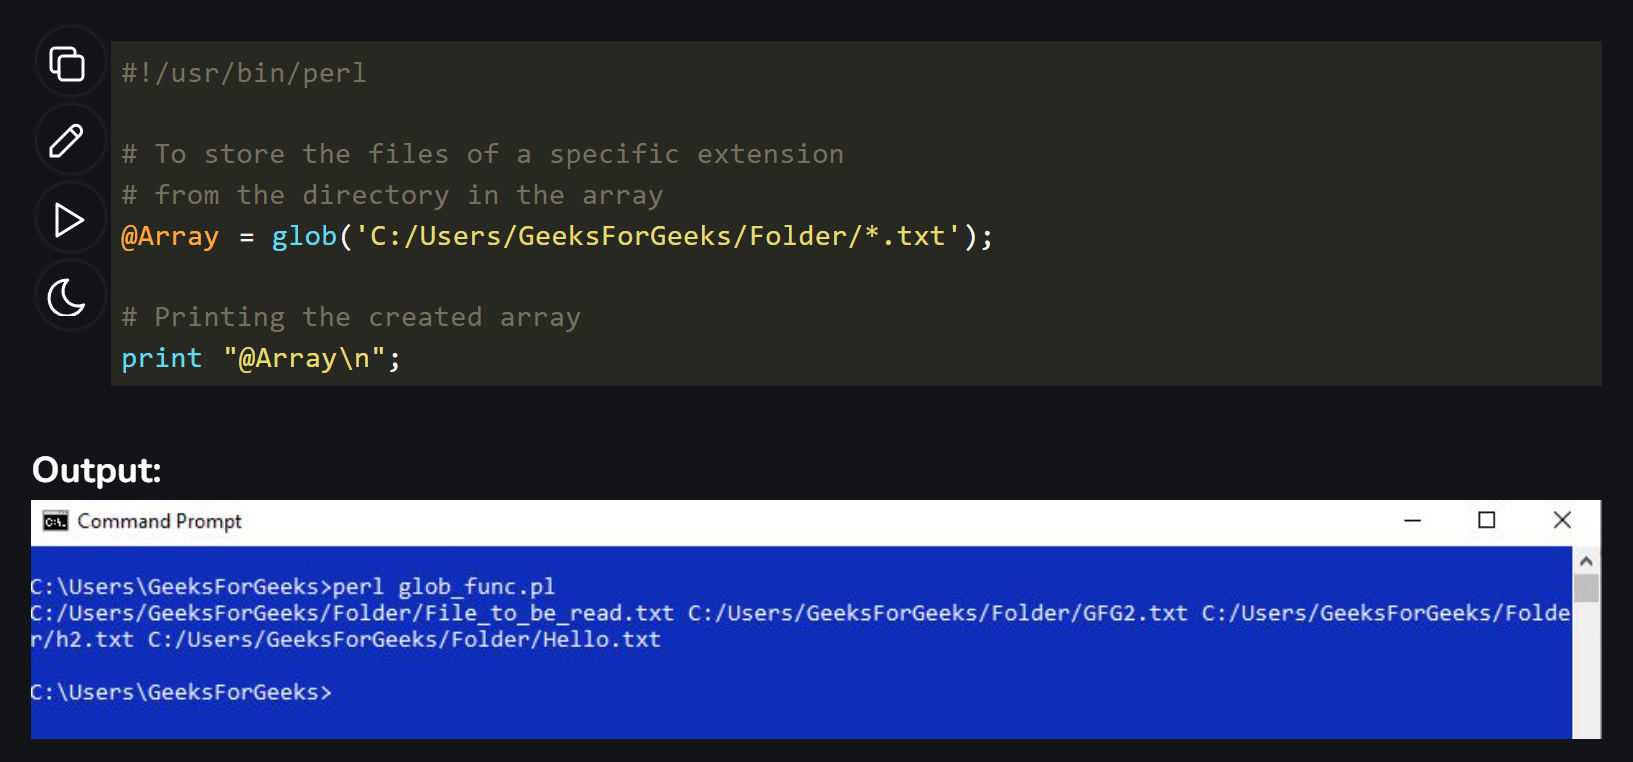 #!/usr/bin/perl
# To store the files of a specific extension
# from the directory in the array
@Array = glob('C:/Users/GeeksForGeeks/Folder/*.txt');
# Printing the created array
print "@Array\n";
Output:
C:\. Command Prompt
C:\Users\GeeksForGeeks>perl glob_func.pl
C:/Users/GeeksForGeeks/Folder/File_to_be_read.txt C:/Users/GeeksForGeeks/Folder/GFG2.txt C:/Users/GeeksForGeeks/Folde
r/h2.txt C:/Users/GeeksForGeeks/Folder/Hello.txt
C:\Users\GeeksForGeeks>